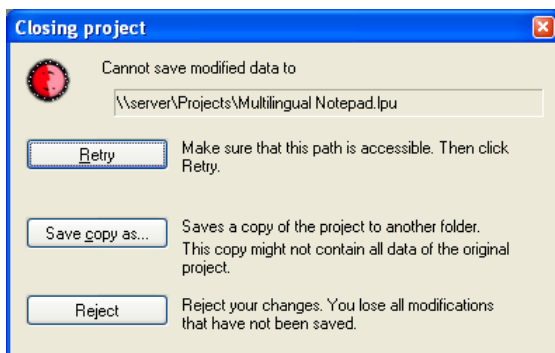 Closing project
Cannot save modified data to
\\server\Projects\Multilingual Notepad.lpu
Retry
Make sure that this path is accessible. Then click
Retry.
Save copy as...
Saves a copy of the project to another folder.
This copy might not contain all data of the original
project.
Reject
Reject your changes. You lose all modifications
that have not been saved.